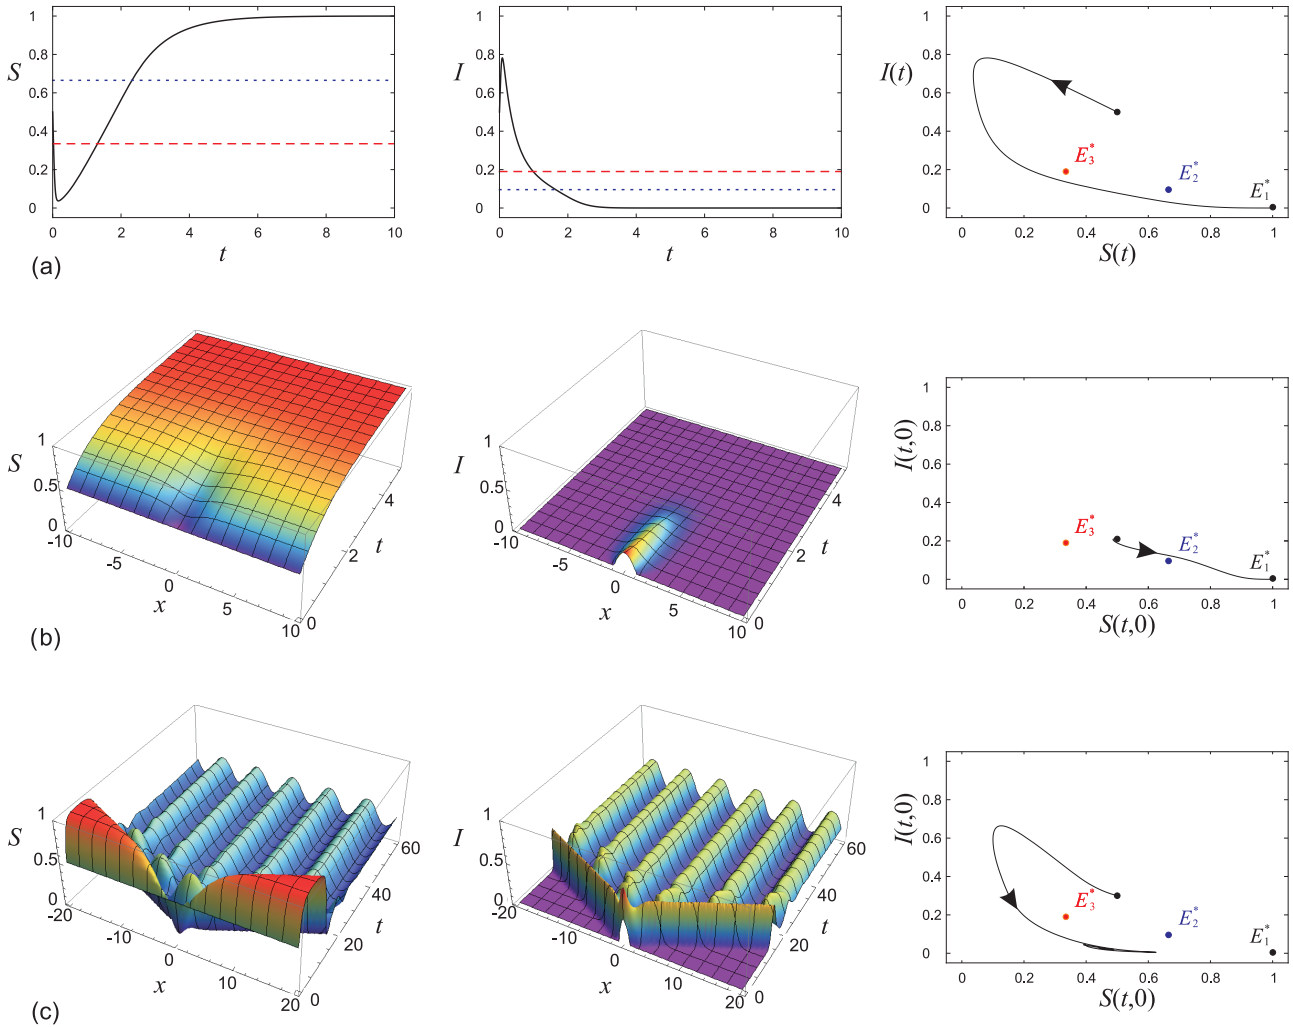 S
1
0.8
0.6
0.4
0.2
0
0 2 4 6 8 10
t
I
1
0.8
0.6
0.4
0.2
0
0 2 4 6 8 10
t
I(t)
1
0.8
0.6
0.4
0.2
0
E₃*
E₂*
E₁*
0 0.2 0.4 0.6 0.8 1
S(t)
(a)
S
1
0.5
0
-10 -5 0 5 10
x
0 2 4
t
I
1
0.5
0
-10 -5 0 5 10
x
0 2 4
t
I(t,0)
1
0.8
0.6
0.4
0.2
0
E₃*
E₂*
E₁*
0 0.2 0.4 0.6 0.8 1
S(t,0)
(b)
S
1
0.5
0
-20 -10 0 10 20
x
0 20 40 60
t
I
1
0.5
0
-20 -10 0 10 20
x
0 20 40 60
t
I(t,0)
1
0.8
0.6
0.4
0.2
0
E₃*
E₂*
E₁*
0 0.2 0.4 0.6 0.8 1
S(t,0)
(c)